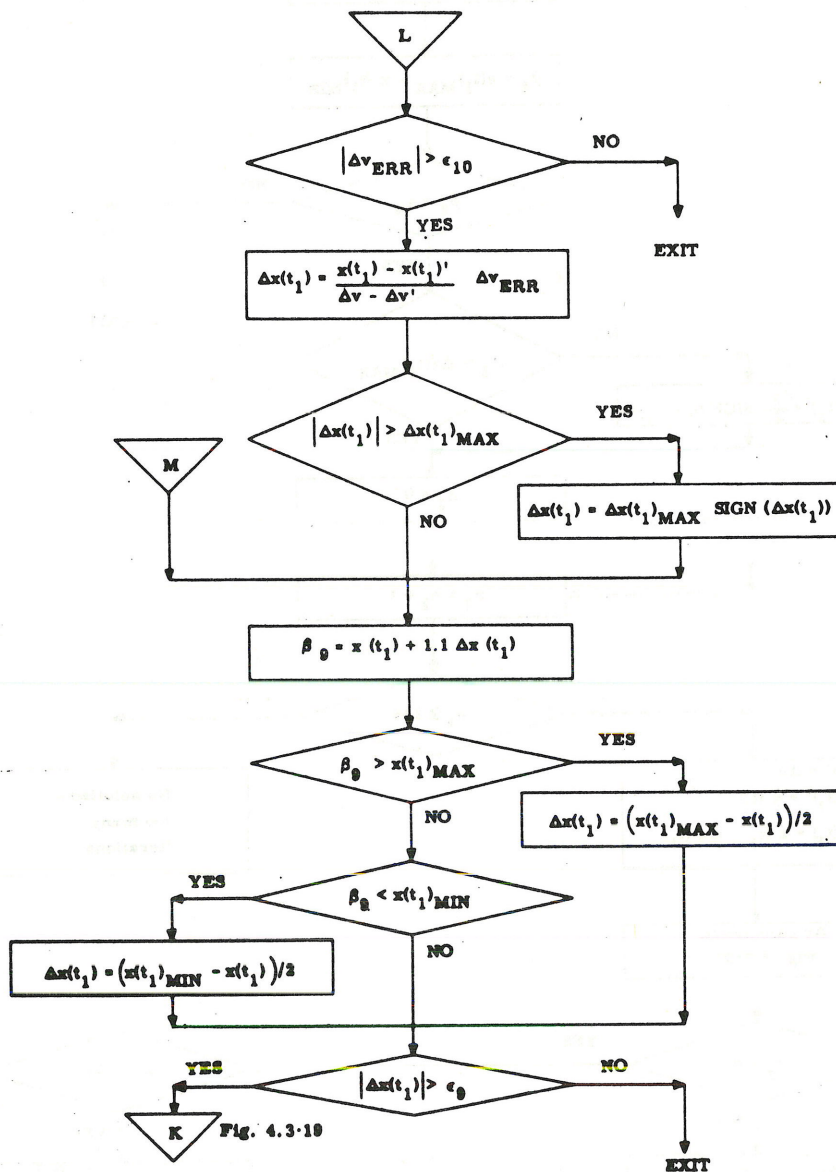 L
|Δv_ERR| > ε_10
NO
YES
EXIT
Δx(t_1) = (x(t_1) - x(t_1)')/(Δv - Δv') Δv_ERR
|Δx(t_1)| > Δx(t_1)_MAX
YES
M
NO
Δx(t_1) = Δx(t_1)_MAX SIGN (Δx(t_1))
β_9 = x (t_1) + 1.1 Δx (t_1)
β_9 > x(t_1)_MAX
YES
NO
Δx(t_1) = (x(t_1)_MAX - x(t_1))/2
YES
β_9 < x(t_1)_MIN
NO
Δx(t_1) = (x(t_1)_MIN - x(t_1))/2
YES
|Δx(t_1)| > ε_9
NO
K
Fig. 4.3-19
EXIT